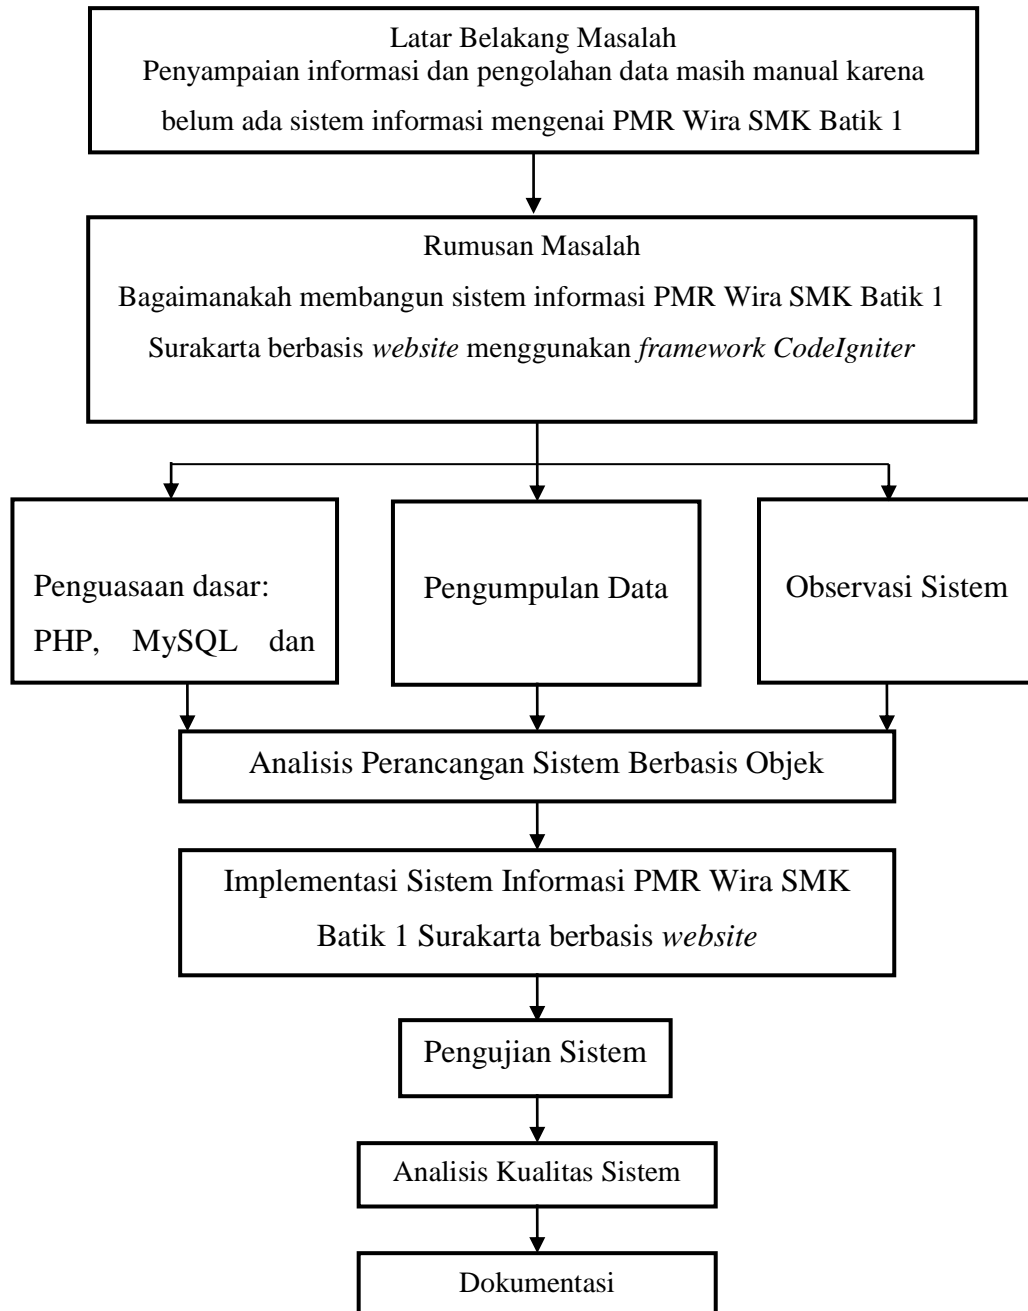 Latar Belakang Masalah
Penyampaian informasi dan pengolahan data masih manual karena
belum ada sistem informasi mengenai PMR Wira SMK Batik 1
Rumusan Masalah
Bagaimanakah membangun sistem informasi PMR Wira SMK Batik 1
Surakarta berbasis website menggunakan framework CodeIgniter
Penguasaan dasar:
PHP, MySQL dan
Pengumpulan Data
Observasi Sistem
Analisis Perancangan Sistem Berbasis Objek
Implementasi Sistem Informasi PMR Wira SMK
Batik 1 Surakarta berbasis website
Pengujian Sistem
Analisis Kualitas Sistem
Dokumentasi